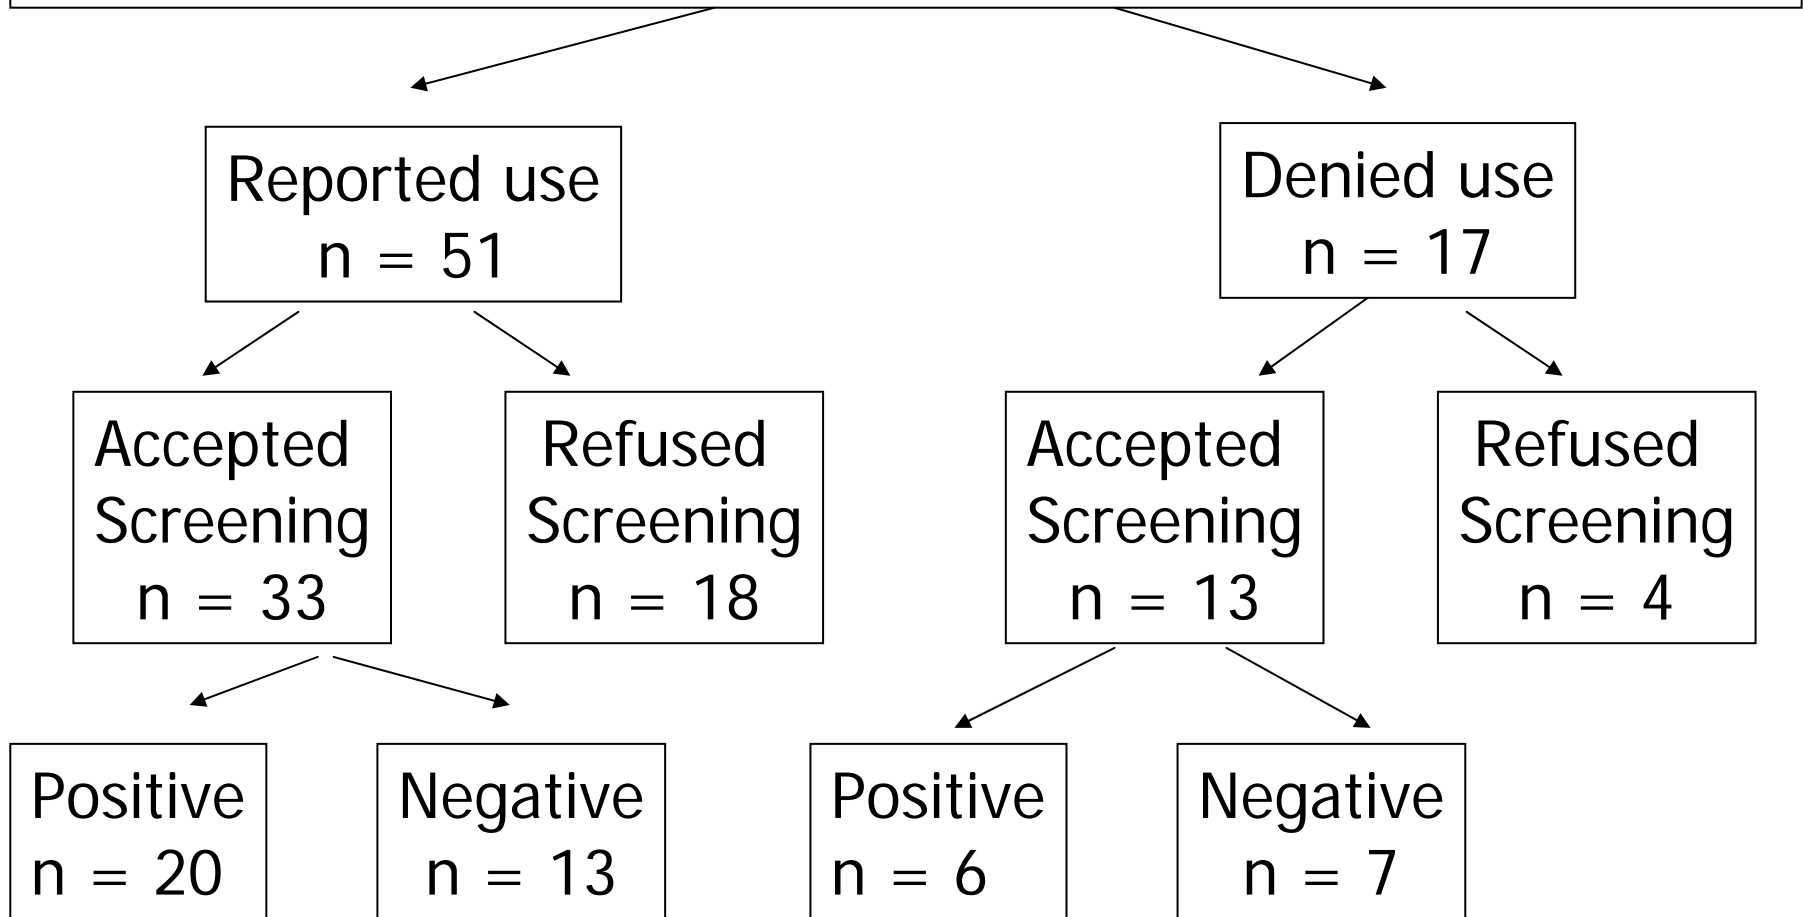 Reported use
n = 51
Denied use
n = 17
Accepted
Screening
n = 33
Refused
Screening
n = 18
Accepted
Screening
n = 13
Refused
Screening
n = 4
Positive
n = 20
Negative
n = 13
Positive
n = 6
Negative
n = 7